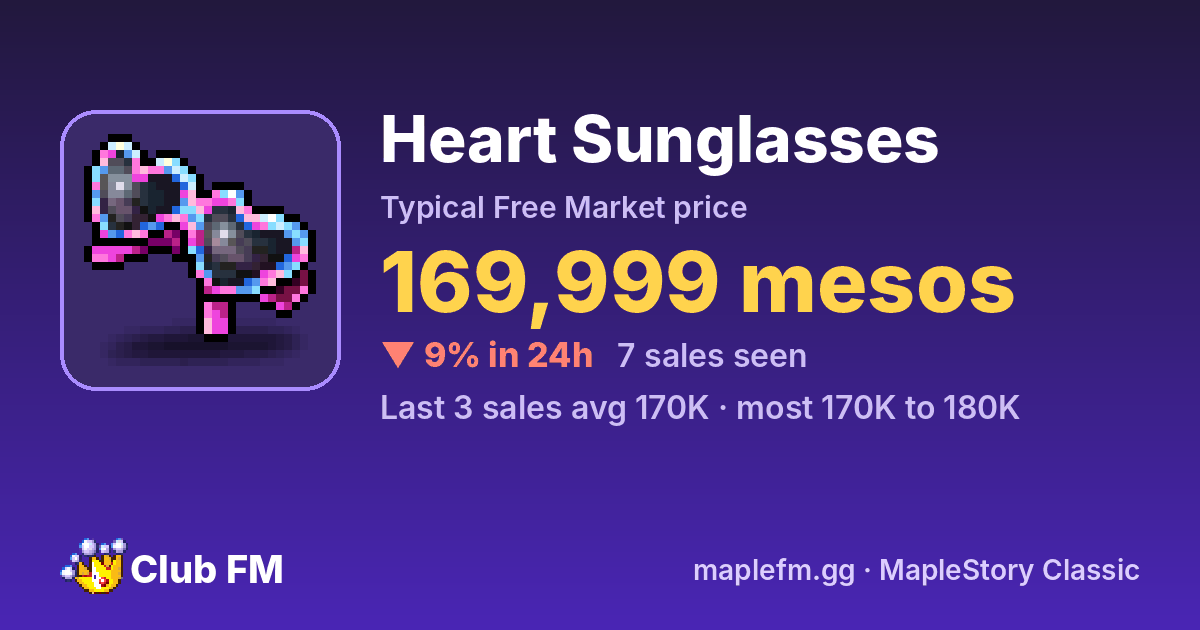 Heart Sunglasses
Typical Free Market price
169,999 mesos
▼ 9% in 24h 7 sales seen
Last 3 sales avg 170K · most 170K to 180K
Club FM
maplefm.gg · MapleStory Classic